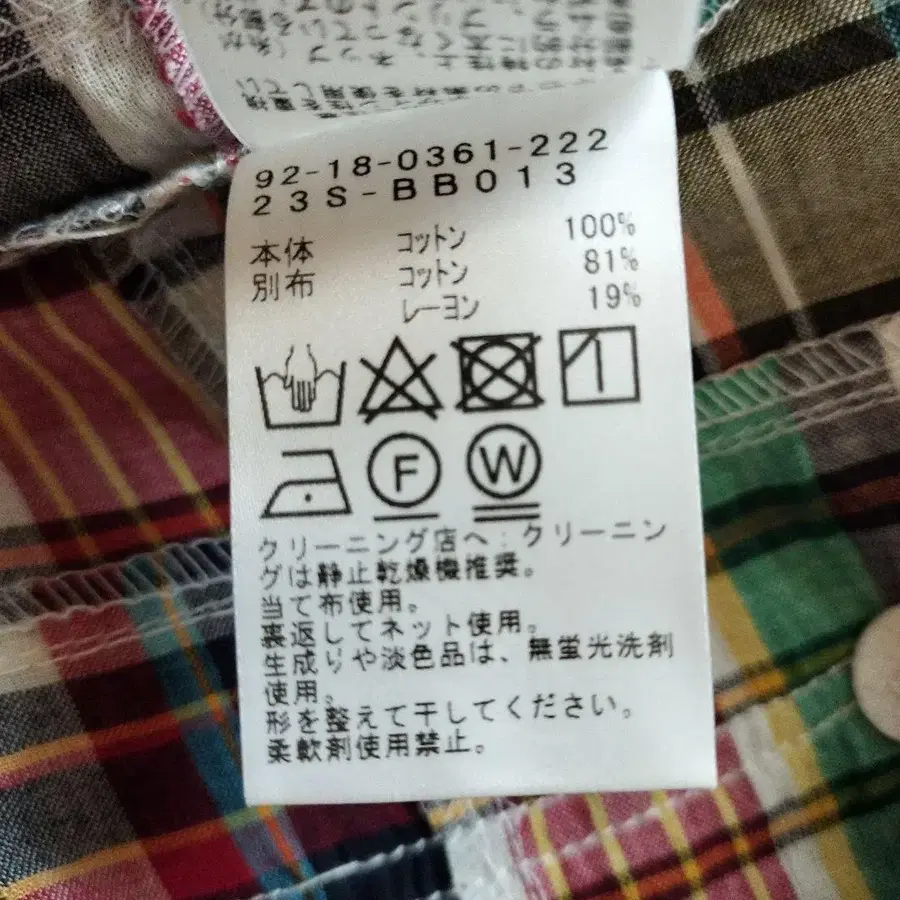 92-18-0361-222
23S-BB013
本体 コットン 100%
別布 コットン 81%
レーヨン 19%
F W
クリーニング店へ:クリーニン
グは静止乾燥機推奨。
当て布使用。
裏返してネット使用。
生成りや淡色品は、無蛍光洗剤
使用。
形を整えて干してください。
柔軟剤使用禁止。